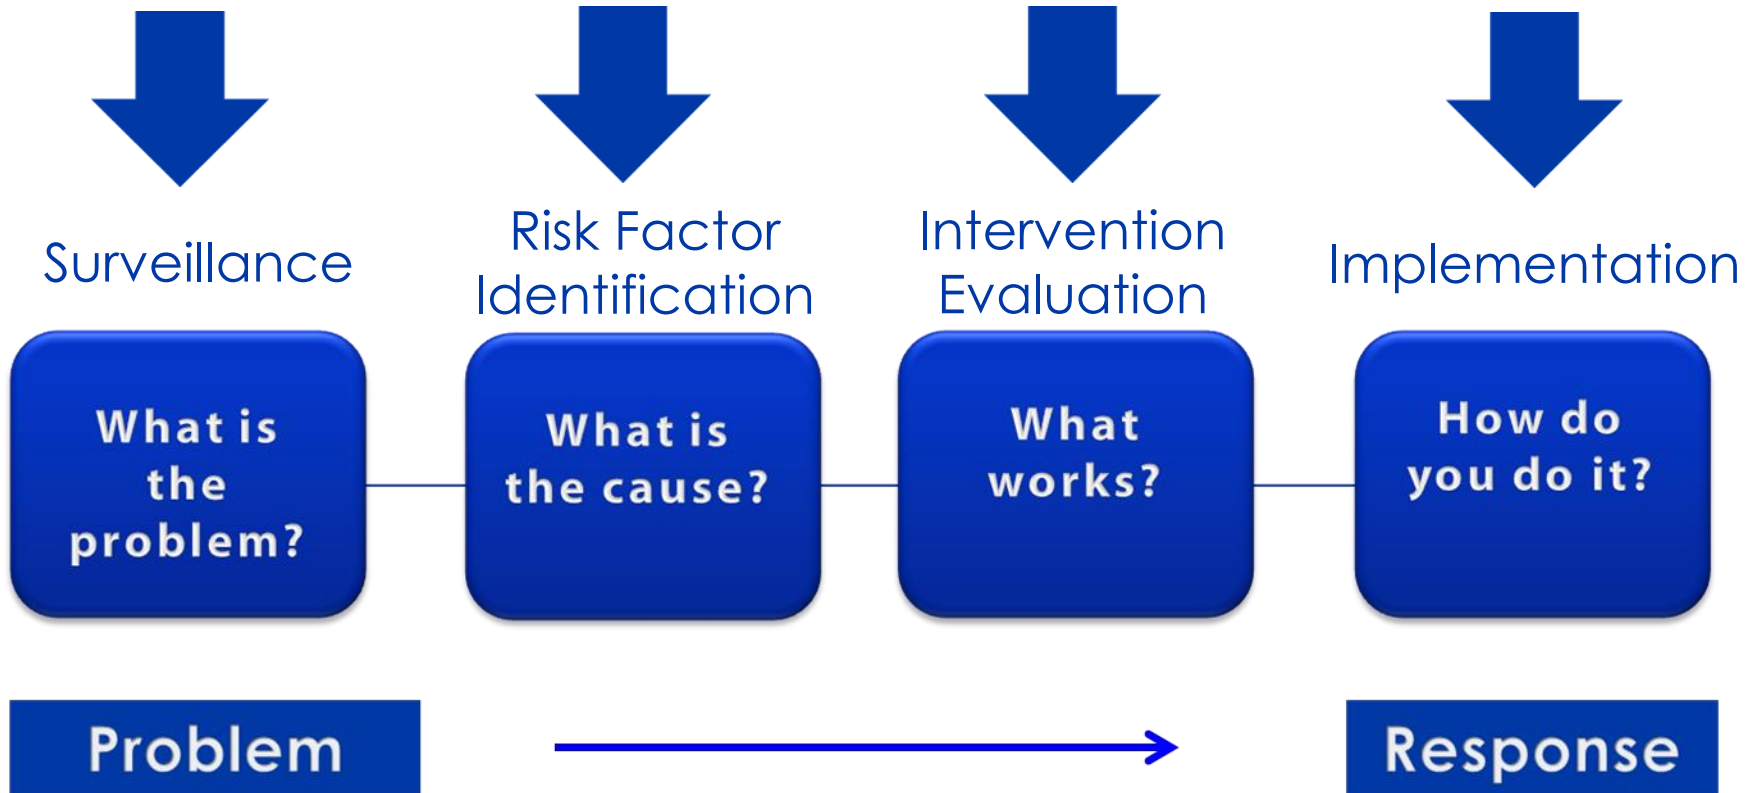 Surveillance
Risk Factor
Identification
Intervention
Evaluation
Implementation
What is
the
problem?
What is
the cause?
What
works?
How do
you do it?
Problem
Response